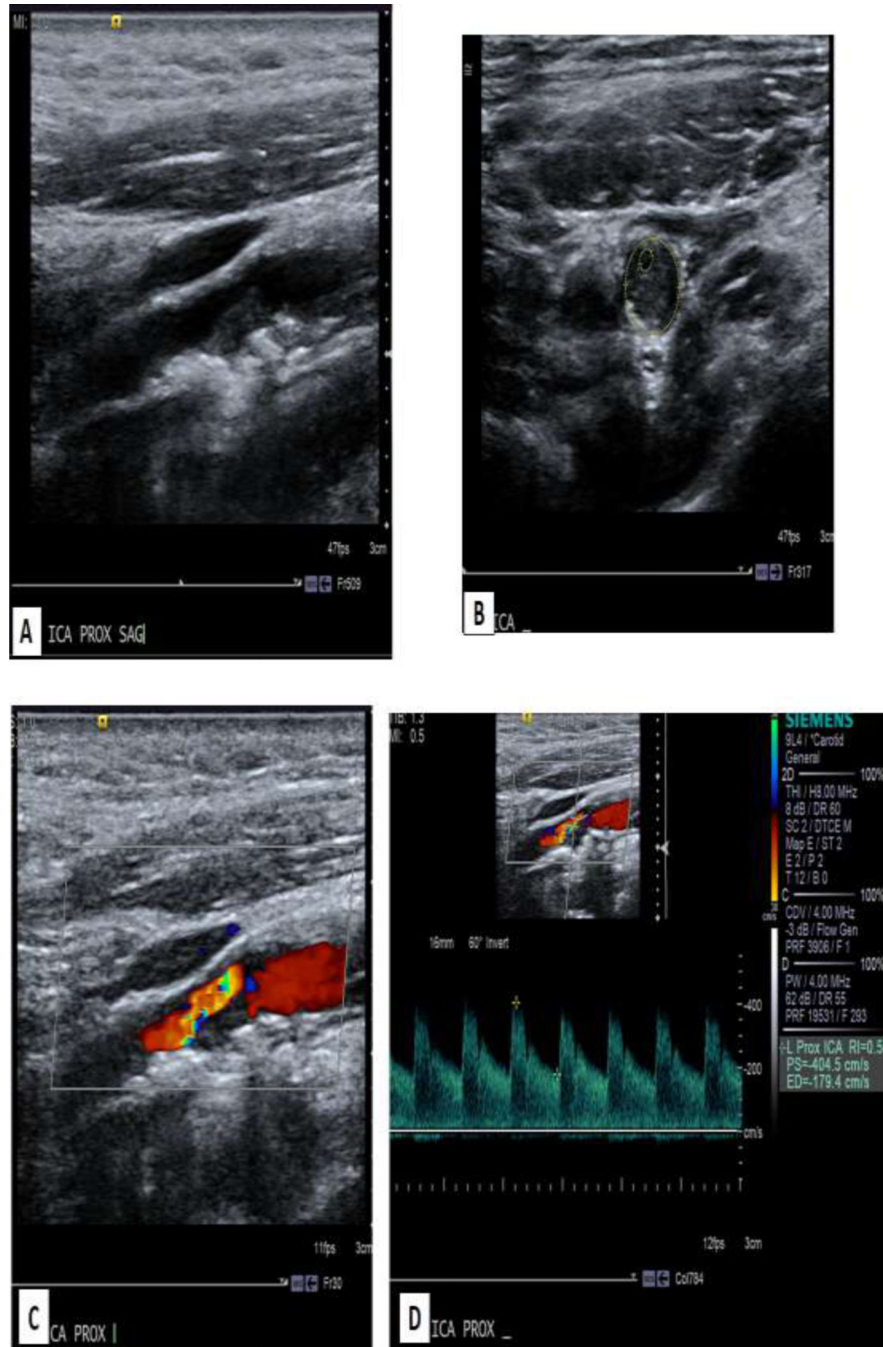 47fps 3cm
Fr509
A ICA PROX SAG
47fps
Fr317
B ICA _
11fps 3cm
Fr30
C CA PROX
1.3
MI: 0.5
SIEMENS
9L4 / *Carotid
General
2D 100%
THI / H8.00 MHz
8 dB / DR 60
SC 2 / DTCE M
Map E / ST 2
E 2 / P 2
T 12 / B 0
C 100%
CDV / 4.00 MHz
-3 dB / Flow Gen
PRF 3906 / F 1
D 100%
PW / 4.00 MHz
62 dB / DR 55
PRF 19531 / F 293
L Prox ICA RI=0.5
PS=-404.5 cm/s
ED=-179.4 cm/s
cm/s
16mm 60° Invert
-400
-200
cm/s
12fps 3cm
Col784
D ICA PROX _